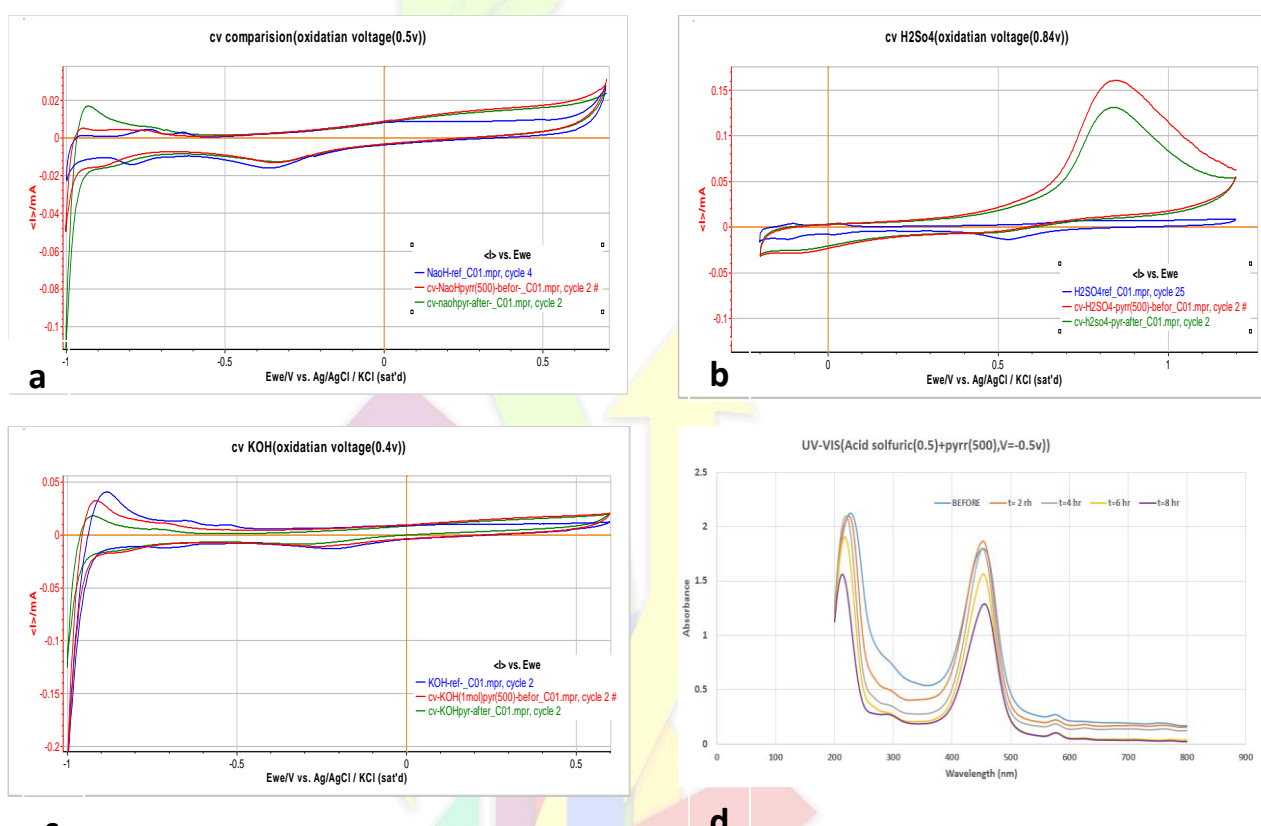 cv comparision(oxidatian voltage(0.5v))
0.02
0
-0.02
-0.04
-0.06
-0.08
-0.1
<I>/mA
<I> vs. Ewe
NaoH-ref_C01.mpr, cycle 4
cv-NaoHpyrr(500)-befor-_C01.mpr, cycle 2 #
cv-naohpyr-after-_C01.mpr, cycle 2
-1
-0.5
0
0.5
Ewe/V vs. Ag/AgCl / KCl (sat'd)
a
cv H2So4(oxidatian voltage(0.84v))
0.15
0.1
0.05
0
-0.05
-0.1
<I>/mA
<I> vs. Ewe
H2SO4ref_C01.mpr, cycle 25
cv-H2SO4-pyrr(500)-befor_C01.mpr, cycle 2 #
cv-h2so4-pyr-after_C01.mpr, cycle 2
0
0.5
1
Ewe/V vs. Ag/AgCl / KCl (sat'd)
b
cv KOH(oxidatian voltage(0.4v))
0.05
0
-0.05
-0.1
-0.15
-0.2
<I>/mA
<I> vs. Ewe
KOH-ref-_C01.mpr, cycle 2
cv-KOH(1mol)pyr(500)-befor_C01.mpr, cycle 2 #
cv-KOHpyr-after_C01.mpr, cycle 2
-1
-0.5
0
0.5
Ewe/V vs. Ag/AgCl / KCl (sat'd)
UV-VIS(Acid solfuric(0.5)+pyrr(500),V=-0.5v))
BEFORE t= 2 rh t=4 hr t=6 hr t=8 hr
2.5
2
1.5
1
0.5
0
Absorbance
0 100 200 300 400 500 600 700 800 900
Wavelength (nm)
d